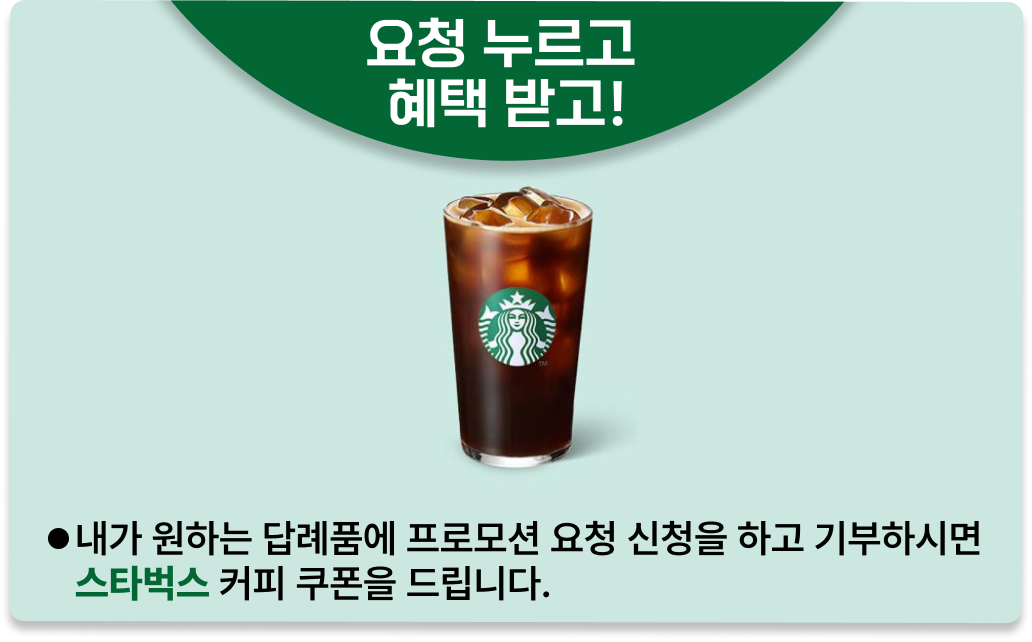 요청 누르고
혜택 받고!
TM
●내가 원하는 답례품에 프로모션 요청 신청을 하고 기부하시면
스타벅스 커피 쿠폰을 드립니다.